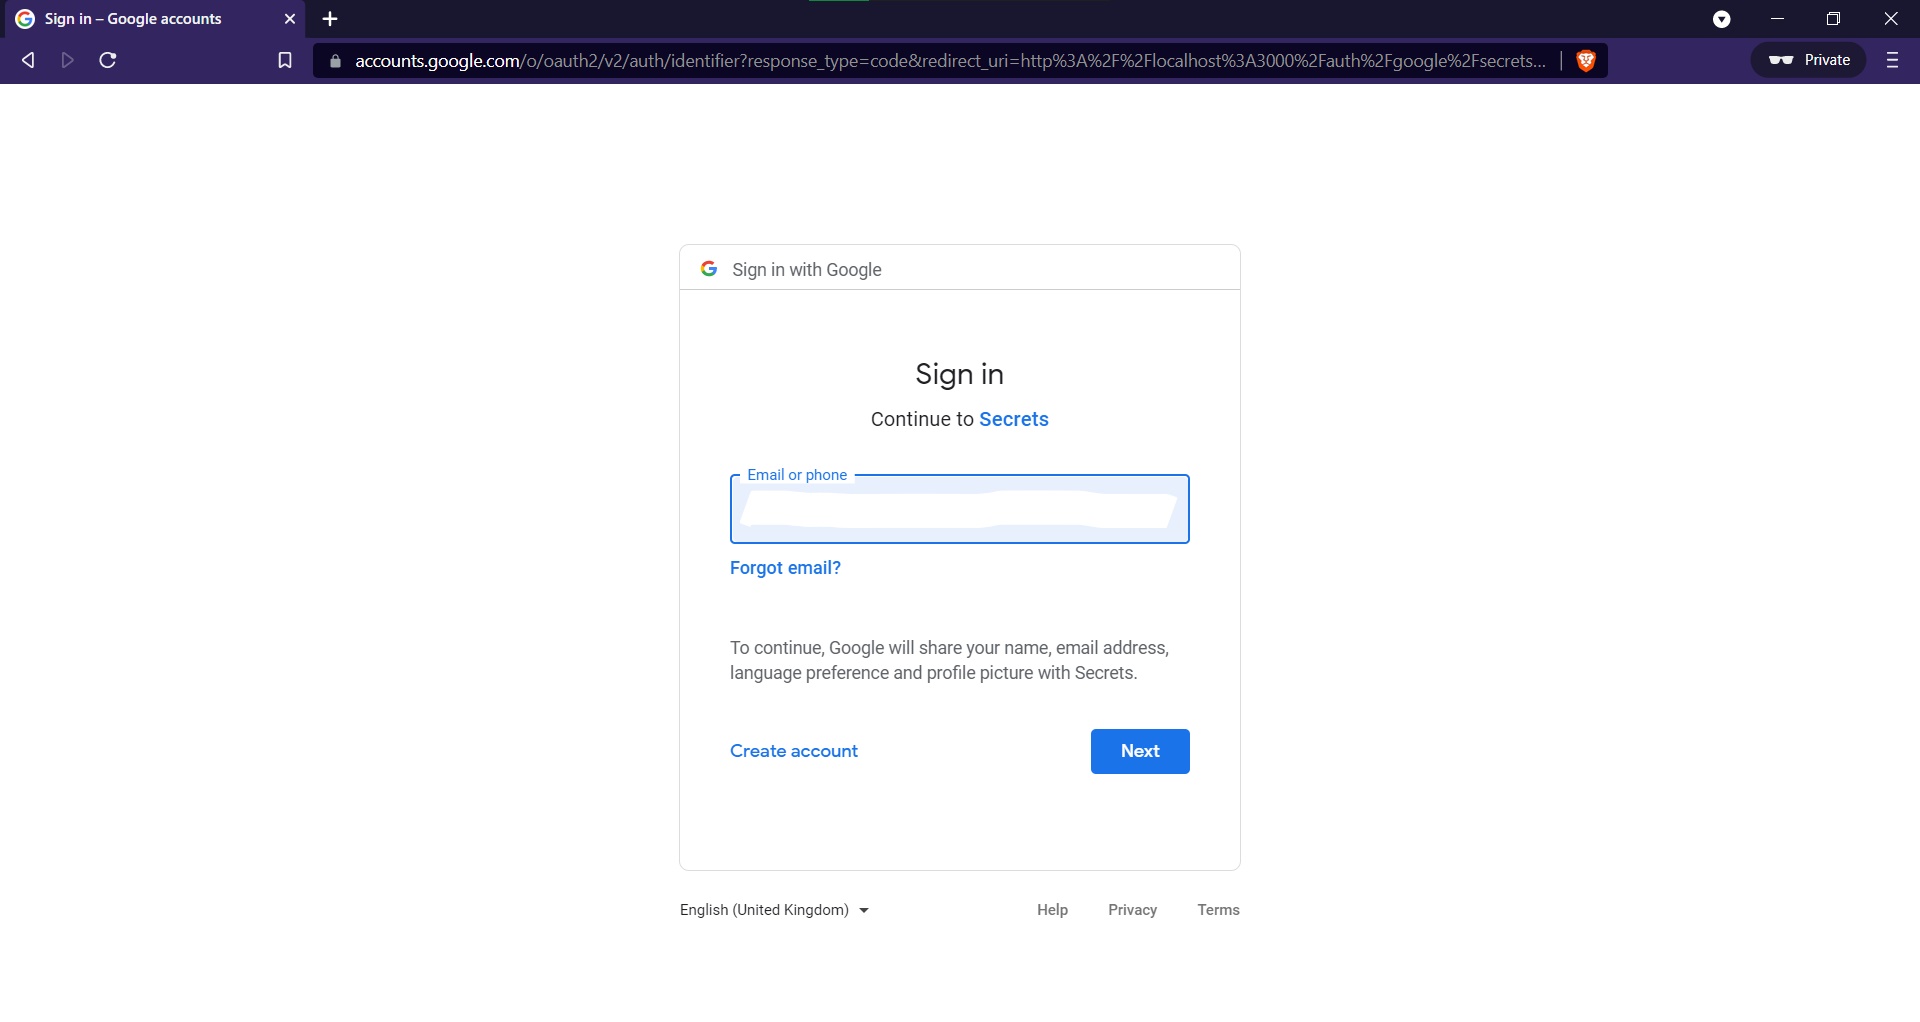 Sign in – Google accounts
accounts.google.com/o/oauth2/v2/auth/identifier?response_type=code&redirect_uri=http%3A%2F%2Flocalhost%3A3000%2Fauth%2Fgoogle%2Fsecrets...
Private
Sign in with Google
Sign in
Continue to Secrets
Email or phone
Forgot email?
To continue, Google will share your name, email address,
language preference and profile picture with Secrets.
Create account
Next
English (United Kingdom)
Help
Privacy
Terms